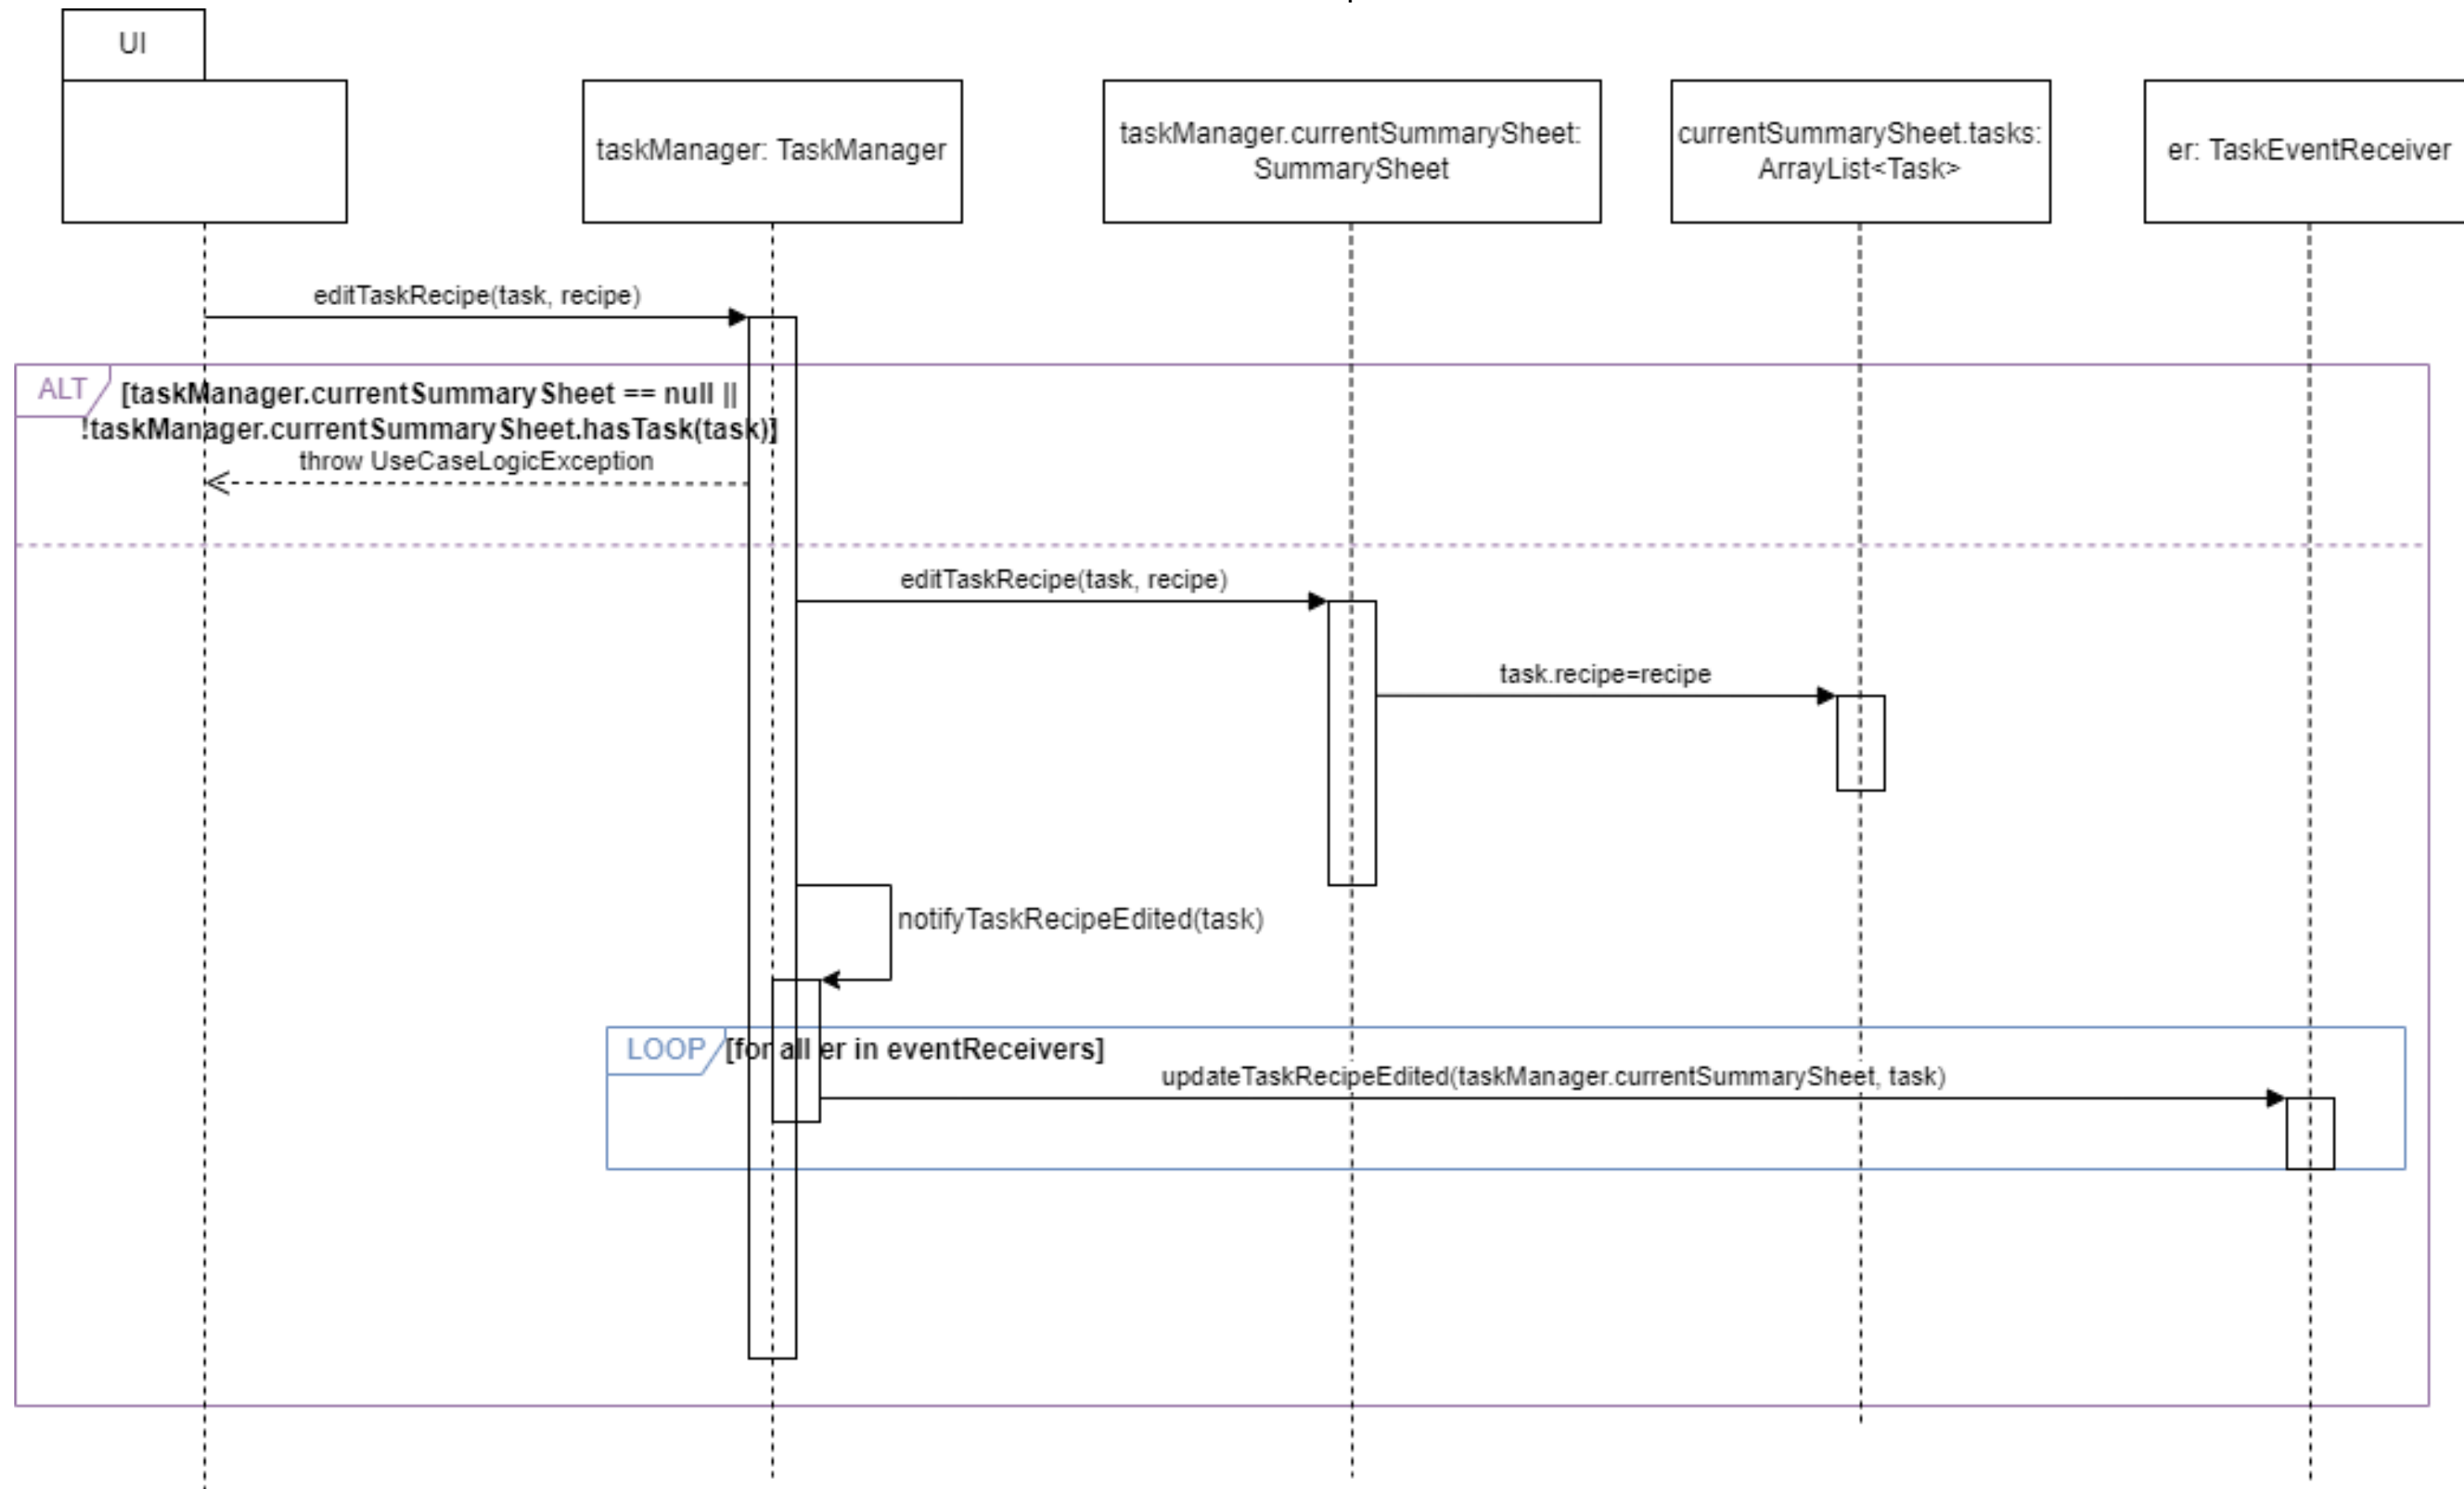 UI
taskManager: TaskManager
taskManager.currentSummarySheet:
SummarySheet
currentSummarySheet.tasks:
ArrayList<Task>
er: TaskEventReceiver
editTaskRecipe(task, recipe)
ALT
[taskManager.currentSummarySheet == null ||
!taskManager.currentSummarySheet.hasTask(task)]
throw UseCaseLogicException
editTaskRecipe(task, recipe)
task.recipe=recipe
notifyTaskRecipeEdited(task)
LOOP
[for all er in eventReceivers]
updateTaskRecipeEdited(taskManager.currentSummarySheet, task)